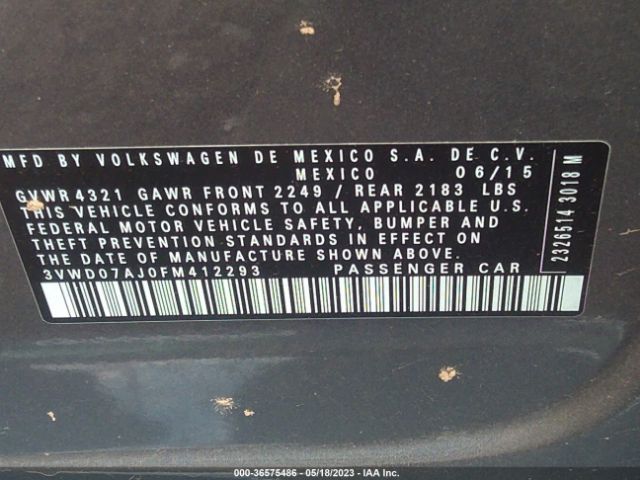 MFD BY VOLKSWAGEN DE MEXICO S.A. DE C.V.
MEXICO 06/15
GVWR 4321 GAWR FRONT 2249 / REAR 2183 LBS
THIS VEHICLE CONFORMS TO ALL APPLICABLE U.S.
FEDERAL MOTOR VEHICLE SAFETY, BUMPER AND
THEFT PREVENTION STANDARDS IN EFFECT ON
THE DATE OF MANUFACTURE SHOWN ABOVE.
3VWD07AJ0FM412293 PASSENGER CAR
2326514 3018 M
000-36575486 - 05/18/2023 - IAA Inc.